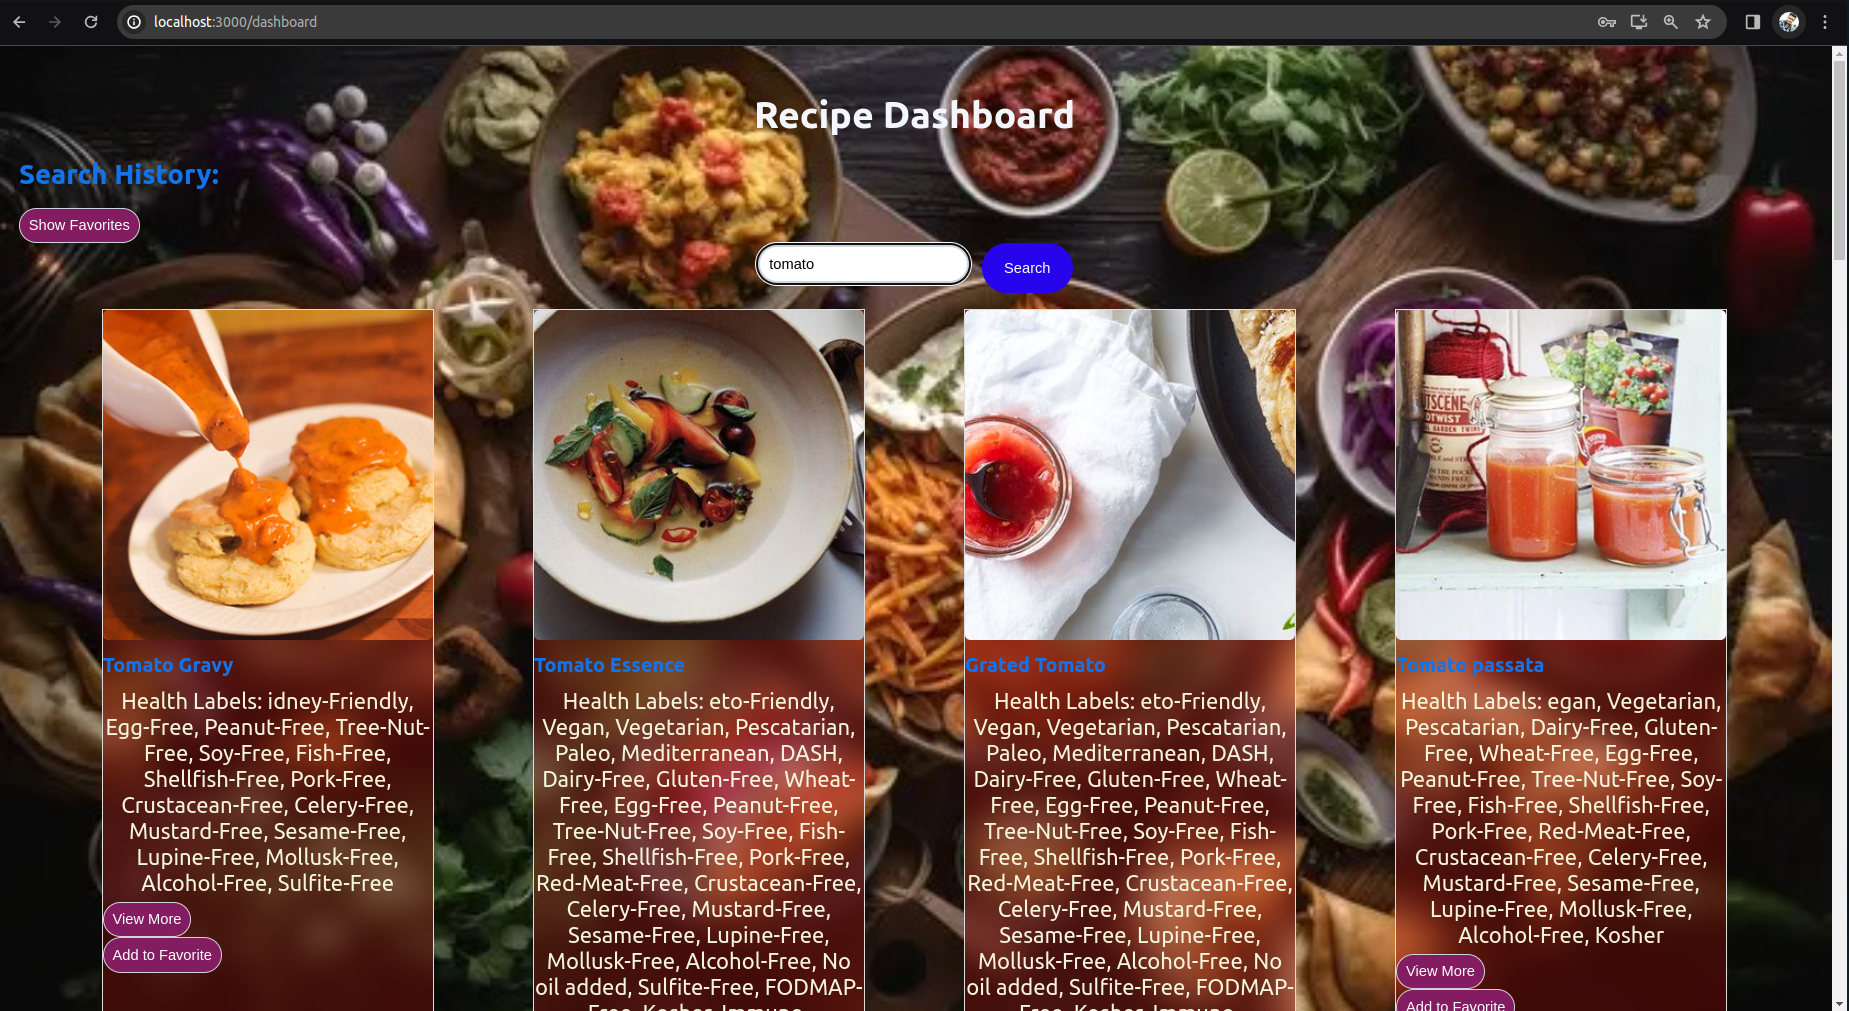 localhost:3000/dashboard
Recipe Dashboard
Search History:
Show Favorites
tomato
Search
Tomato Gravy
Health Labels: idney-Friendly,
Egg-Free, Peanut-Free, Tree-Nut-
Free, Soy-Free, Fish-Free,
Shellfish-Free, Pork-Free,
Crustacean-Free, Celery-Free,
Mustard-Free, Sesame-Free,
Lupine-Free, Mollusk-Free,
Alcohol-Free, Sulfite-Free
View More
Add to Favorite
Tomato Essence
Health Labels: eto-Friendly,
Vegan, Vegetarian, Pescatarian,
Paleo, Mediterranean, DASH,
Dairy-Free, Gluten-Free, Wheat-
Free, Egg-Free, Peanut-Free,
Tree-Nut-Free, Soy-Free, Fish-
Free, Shellfish-Free, Pork-Free,
Red-Meat-Free, Crustacean-Free,
Celery-Free, Mustard-Free,
Sesame-Free, Lupine-Free,
Mollusk-Free, Alcohol-Free, No
oil added, Sulfite-Free, FODMAP-
Free, Kosher, Immuno
Grated Tomato
Health Labels: eto-Friendly,
Vegan, Vegetarian, Pescatarian,
Paleo, Mediterranean, DASH,
Dairy-Free, Gluten-Free, Wheat-
Free, Egg-Free, Peanut-Free,
Tree-Nut-Free, Soy-Free, Fish-
Free, Shellfish-Free, Pork-Free,
Red-Meat-Free, Crustacean-Free,
Celery-Free, Mustard-Free,
Sesame-Free, Lupine-Free,
Mollusk-Free, Alcohol-Free, No
oil added, Sulfite-Free, FODMAP-
Free, Kosher, Immuno
TWIST
GARDEN TWINE
Tomato passata
Health Labels: egan, Vegetarian,
Pescatarian, Dairy-Free, Gluten-
Free, Wheat-Free, Egg-Free,
Peanut-Free, Tree-Nut-Free, Soy-
Free, Fish-Free, Shellfish-Free,
Pork-Free, Red-Meat-Free,
Crustacean-Free, Celery-Free,
Mustard-Free, Sesame-Free,
Lupine-Free, Mollusk-Free,
Alcohol-Free, Kosher
View More
Add to Favorite